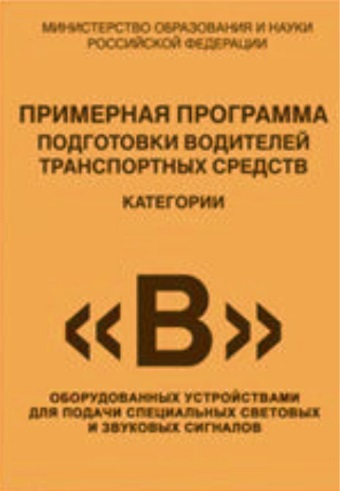 МИНИСТЕРСТВО ОБРАЗОВАНИЯ И НАУКИ
РОССИЙСКОЙ ФЕДЕРАЦИИ
ПРИМЕРНАЯ ПРОГРАММА
ПОДГОТОВКИ ВОДИТЕЛЕЙ
ТРАНСПОРТНЫХ СРЕДСТВ
КАТЕГОРИИ
«В»
ОБОРУДОВАННЫХ УСТРОЙСТВАМИ
ДЛЯ ПОДАЧИ СПЕЦИАЛЬНЫХ СВЕТОВЫХ
И ЗВУКОВЫХ СИГНАЛОВ